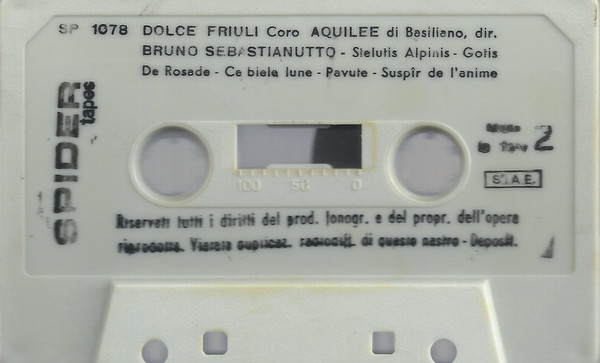 SP 1078 DOLCE FRIULI Coro AQUILEE di Basiliano, dir.
BRUNO SEBASTIANUTTO - Stelutis Alpinis - Gotis
De Rosade - Ce biele lune - Pavute - Suspîr de l'anime
SPIDER
tapes
2
100 50 0
S.I.A.E.
Riservati tutti i diritti del prod. fonogr. e del propr. dell'opera
riprodotta. Vietata duplicaz. radiodiff. di questo nastro - Deposit.